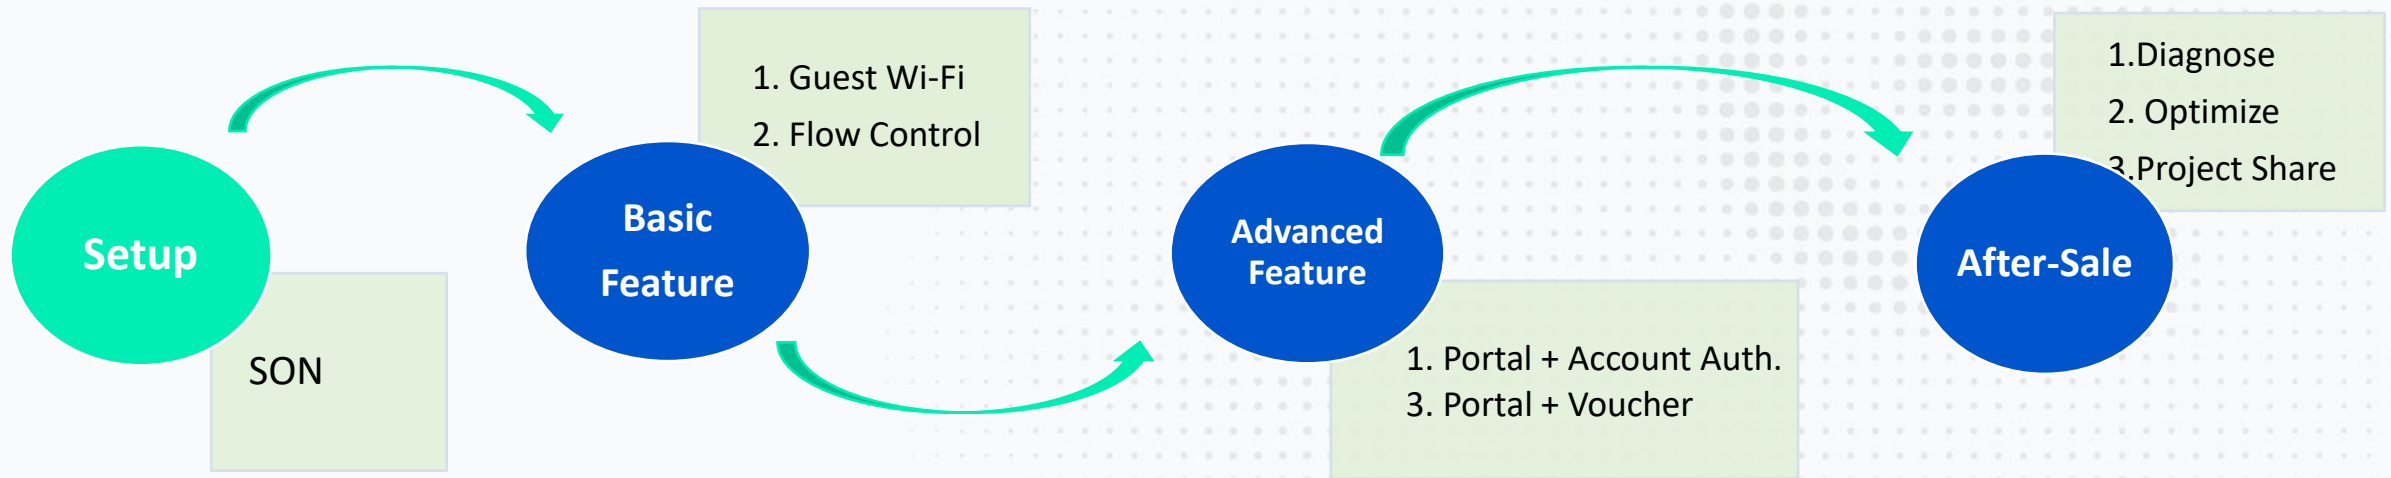 Setup
SON
Basic
Feature
1. Guest Wi-Fi
2. Flow Control
Advanced
Feature
1. Portal + Account Auth.
3. Portal + Voucher
After-Sale
1.Diagnose
2. Optimize
3.Project Share